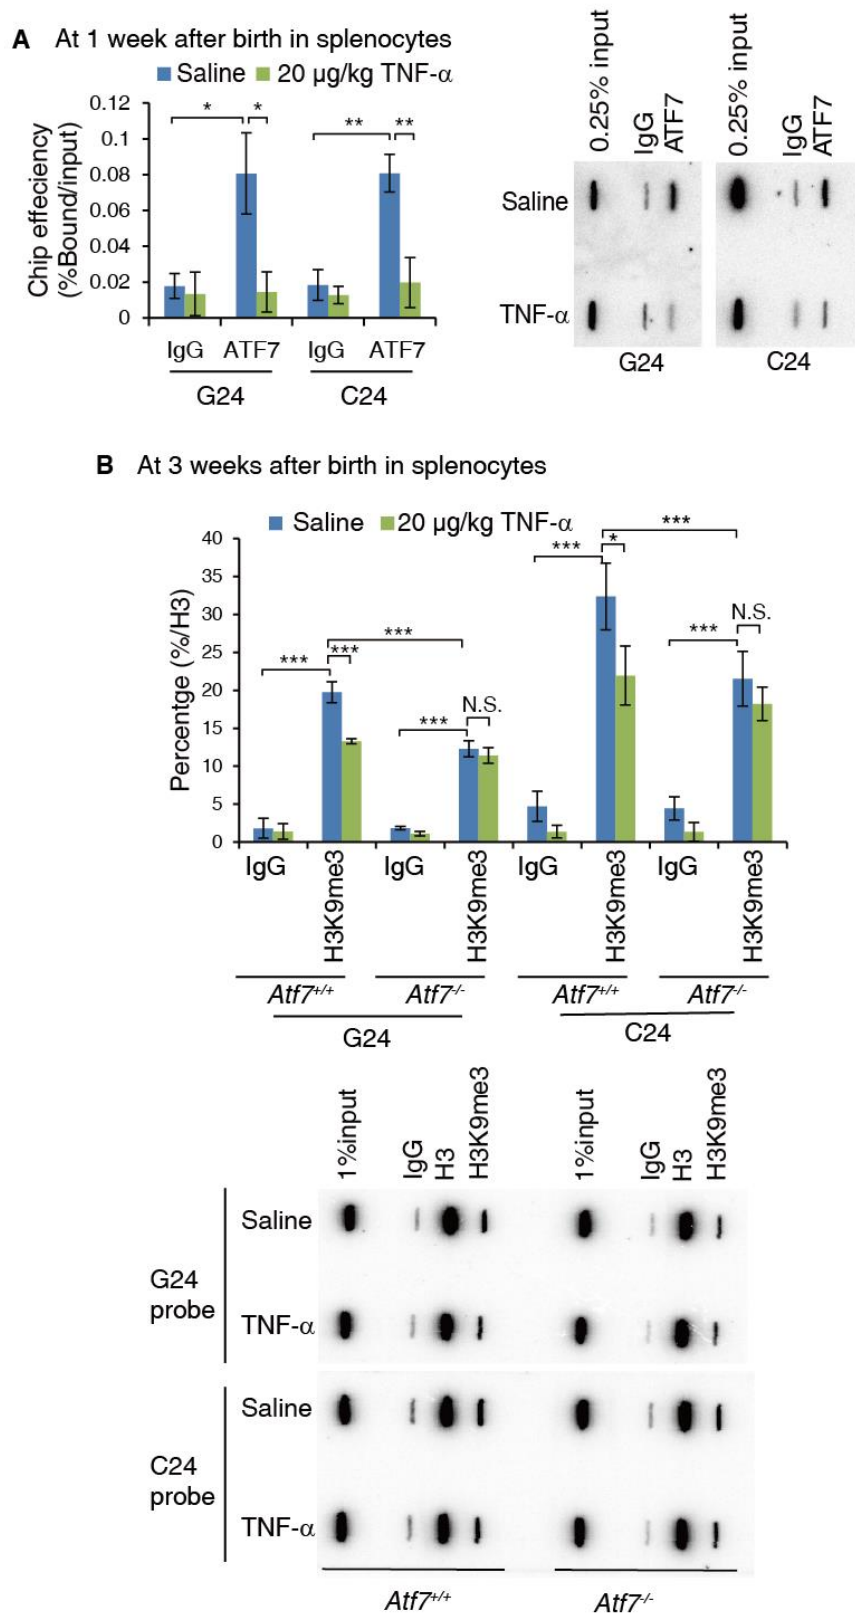 A At 1 week after birth in splenocytes
Saline 20 µg/kg TNF-α
Chip effeciency
(%Bound/input)
0.12
0.1
0.08
0.06
0.04
0.02
0
* * ** **
IgG ATF7 IgG ATF7
G24 C24
0.25% input IgG ATF7 0.25% input IgG ATF7
Saline
TNF-α
G24 C24
B At 3 weeks after birth in splenocytes
Saline 20 µg/kg TNF-α
Percentge (%/H3)
40
35
30
25
20
15
10
5
0
*** *** *** *** N.S. *** * *** *** N.S.
IgG H3K9me3 IgG H3K9me3 IgG H3K9me3 IgG H3K9me3
Atf7+/+ Atf7-/- Atf7+/+ Atf7-/-
G24 C24
1%input IgG H3 H3K9me3 1%input IgG H3 H3K9me3
G24
probe
Saline
TNF-α
C24
probe
Saline
TNF-α
Atf7+/+ Atf7-/-